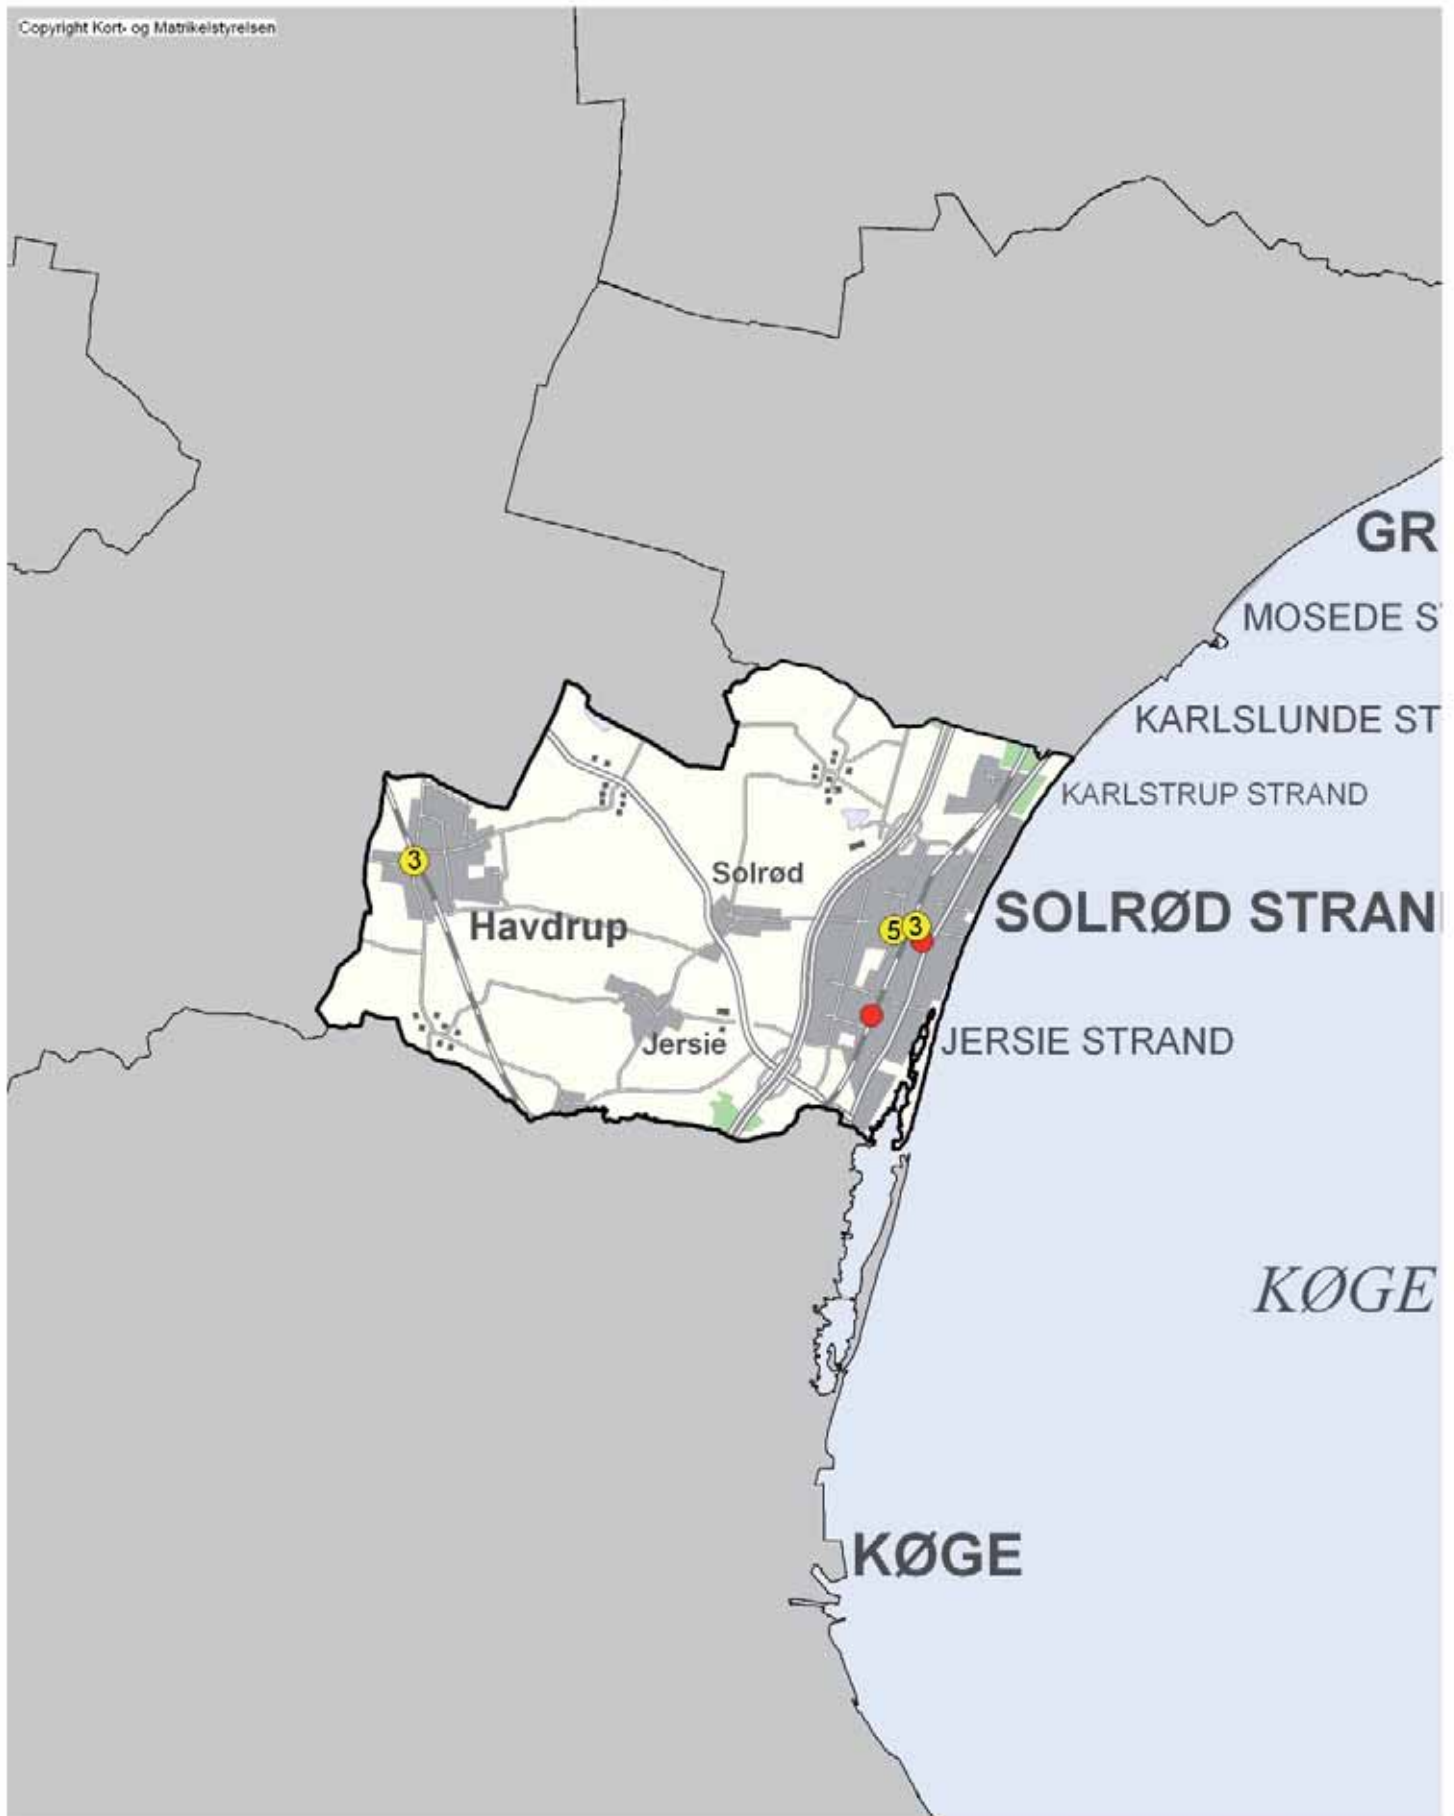 Copyright Kort- og Matrikelstyrelsen
GR
MOSEDE S
KARLSLUNDE ST
KARLSTRUP STRAND
3
Solrød
Havdrup
5
3
SOLRØD STRAN
Jersie
JERSIE STRAND
KØGE
KØGE